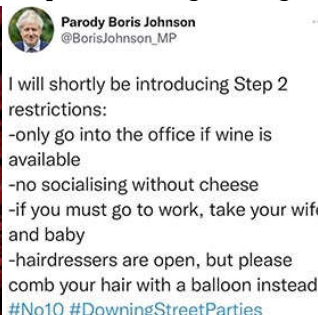 Parody Boris Johnson
@BorisJohnson_MP
I will shortly be introducing Step 2
restrictions:
-only go into the office if wine is
available
-no socialising without cheese
-if you must go to work, take your wife
and baby
-hairdressers are open, but please
comb your hair with a balloon instead
#No10 #DowningStreetParties